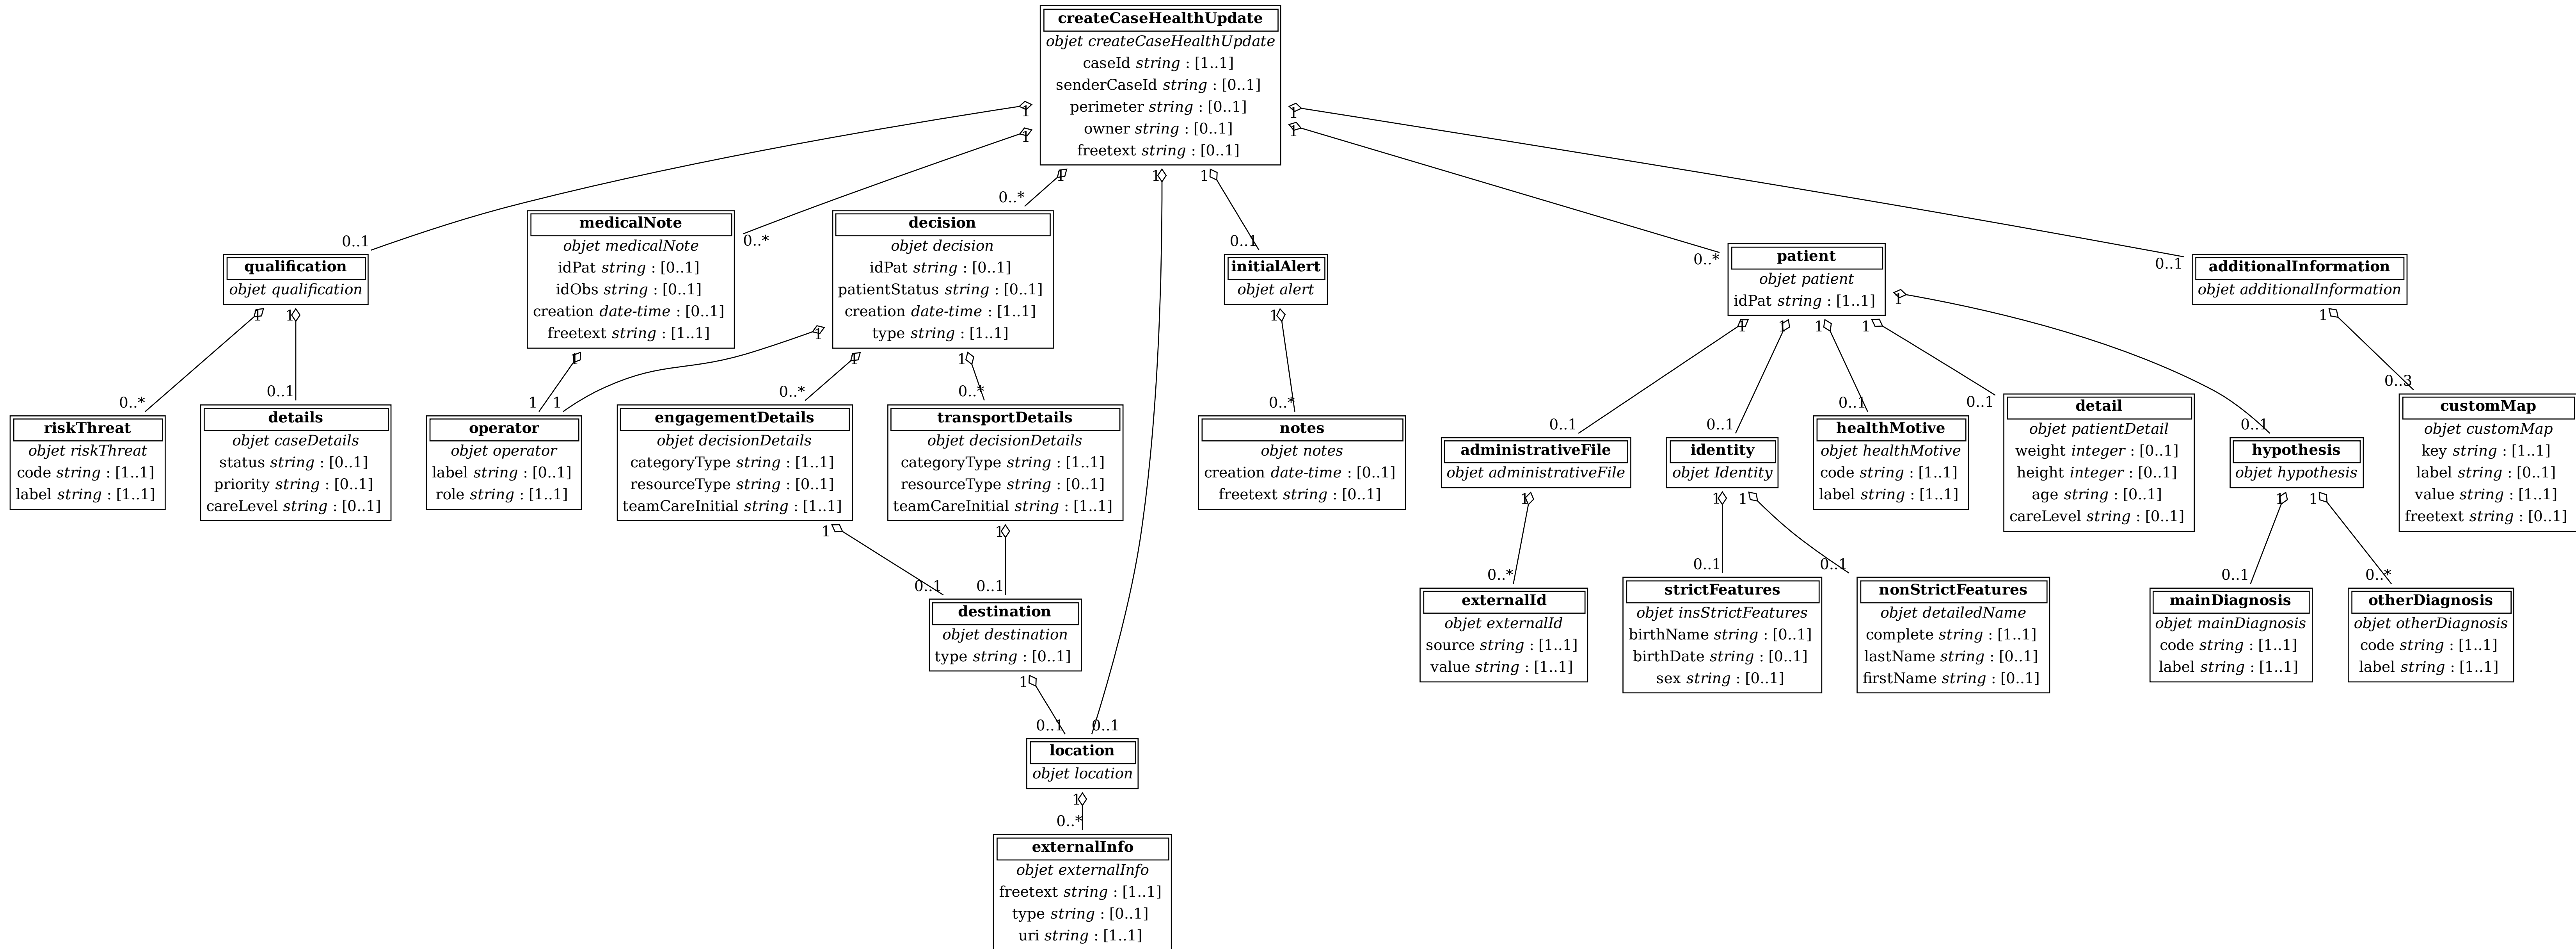 createCaseHealthUpdate
objet createCaseHealthUpdate
caseId string : [1..1]
senderCaseId string : [0..1]
perimeter string : [0..1]
owner string : [0..1]
freetext string : [0..1]
1
1
1
1
1
1
1
0..1
0..*
0..*
0..1
0..*
0..1
qualification
objet qualification
1
1
medicalNote
objet medicalNote
idPat string : [0..1]
idObs string : [0..1]
creation date-time : [0..1]
freetext string : [1..1]
1
decision
objet decision
idPat string : [0..1]
patientStatus string : [0..1]
creation date-time : [1..1]
type string : [1..1]
1
1
1
initialAlert
objet alert
1
patient
objet patient
idPat string : [1..1]
1
1
1
1
1
additionalInformation
objet additionalInformation
1
0..*
0..1
1
1
0..*
0..*
0..*
0..1
0..1
0..1
0..1
0..1
0..3
riskThreat
objet riskThreat
code string : [1..1]
label string : [1..1]
details
objet caseDetails
status string : [0..1]
priority string : [0..1]
careLevel string : [0..1]
operator
objet operator
label string : [0..1]
role string : [1..1]
engagementDetails
objet decisionDetails
categoryType string : [1..1]
resourceType string : [0..1]
teamCareInitial string : [1..1]
1
transportDetails
objet decisionDetails
categoryType string : [1..1]
resourceType string : [0..1]
teamCareInitial string : [1..1]
1
notes
objet notes
creation date-time : [0..1]
freetext string : [0..1]
administrativeFile
objet administrativeFile
1
identity
objet Identity
1
1
healthMotive
objet healthMotive
code string : [1..1]
label string : [1..1]
detail
objet patientDetail
weight integer : [0..1]
height integer : [0..1]
age string : [0..1]
careLevel string : [0..1]
hypothesis
objet hypothesis
1
1
customMap
objet customMap
key string : [1..1]
label string : [0..1]
value string : [1..1]
freetext string : [0..1]
0..1
0..1
0..*
0..1
0..1
0..1
0..*
destination
objet destination
type string : [0..1]
1
externalId
objet externalId
source string : [1..1]
value string : [1..1]
strictFeatures
objet insStrictFeatures
birthName string : [0..1]
birthDate string : [0..1]
sex string : [0..1]
nonStrictFeatures
objet detailedName
complete string : [1..1]
lastName string : [0..1]
firstName string : [0..1]
mainDiagnosis
objet mainDiagnosis
code string : [1..1]
label string : [1..1]
otherDiagnosis
objet otherDiagnosis
code string : [1..1]
label string : [1..1]
0..1
0..1
location
objet location
1
0..*
externalInfo
objet externalInfo
freetext string : [1..1]
type string : [0..1]
uri string : [1..1]